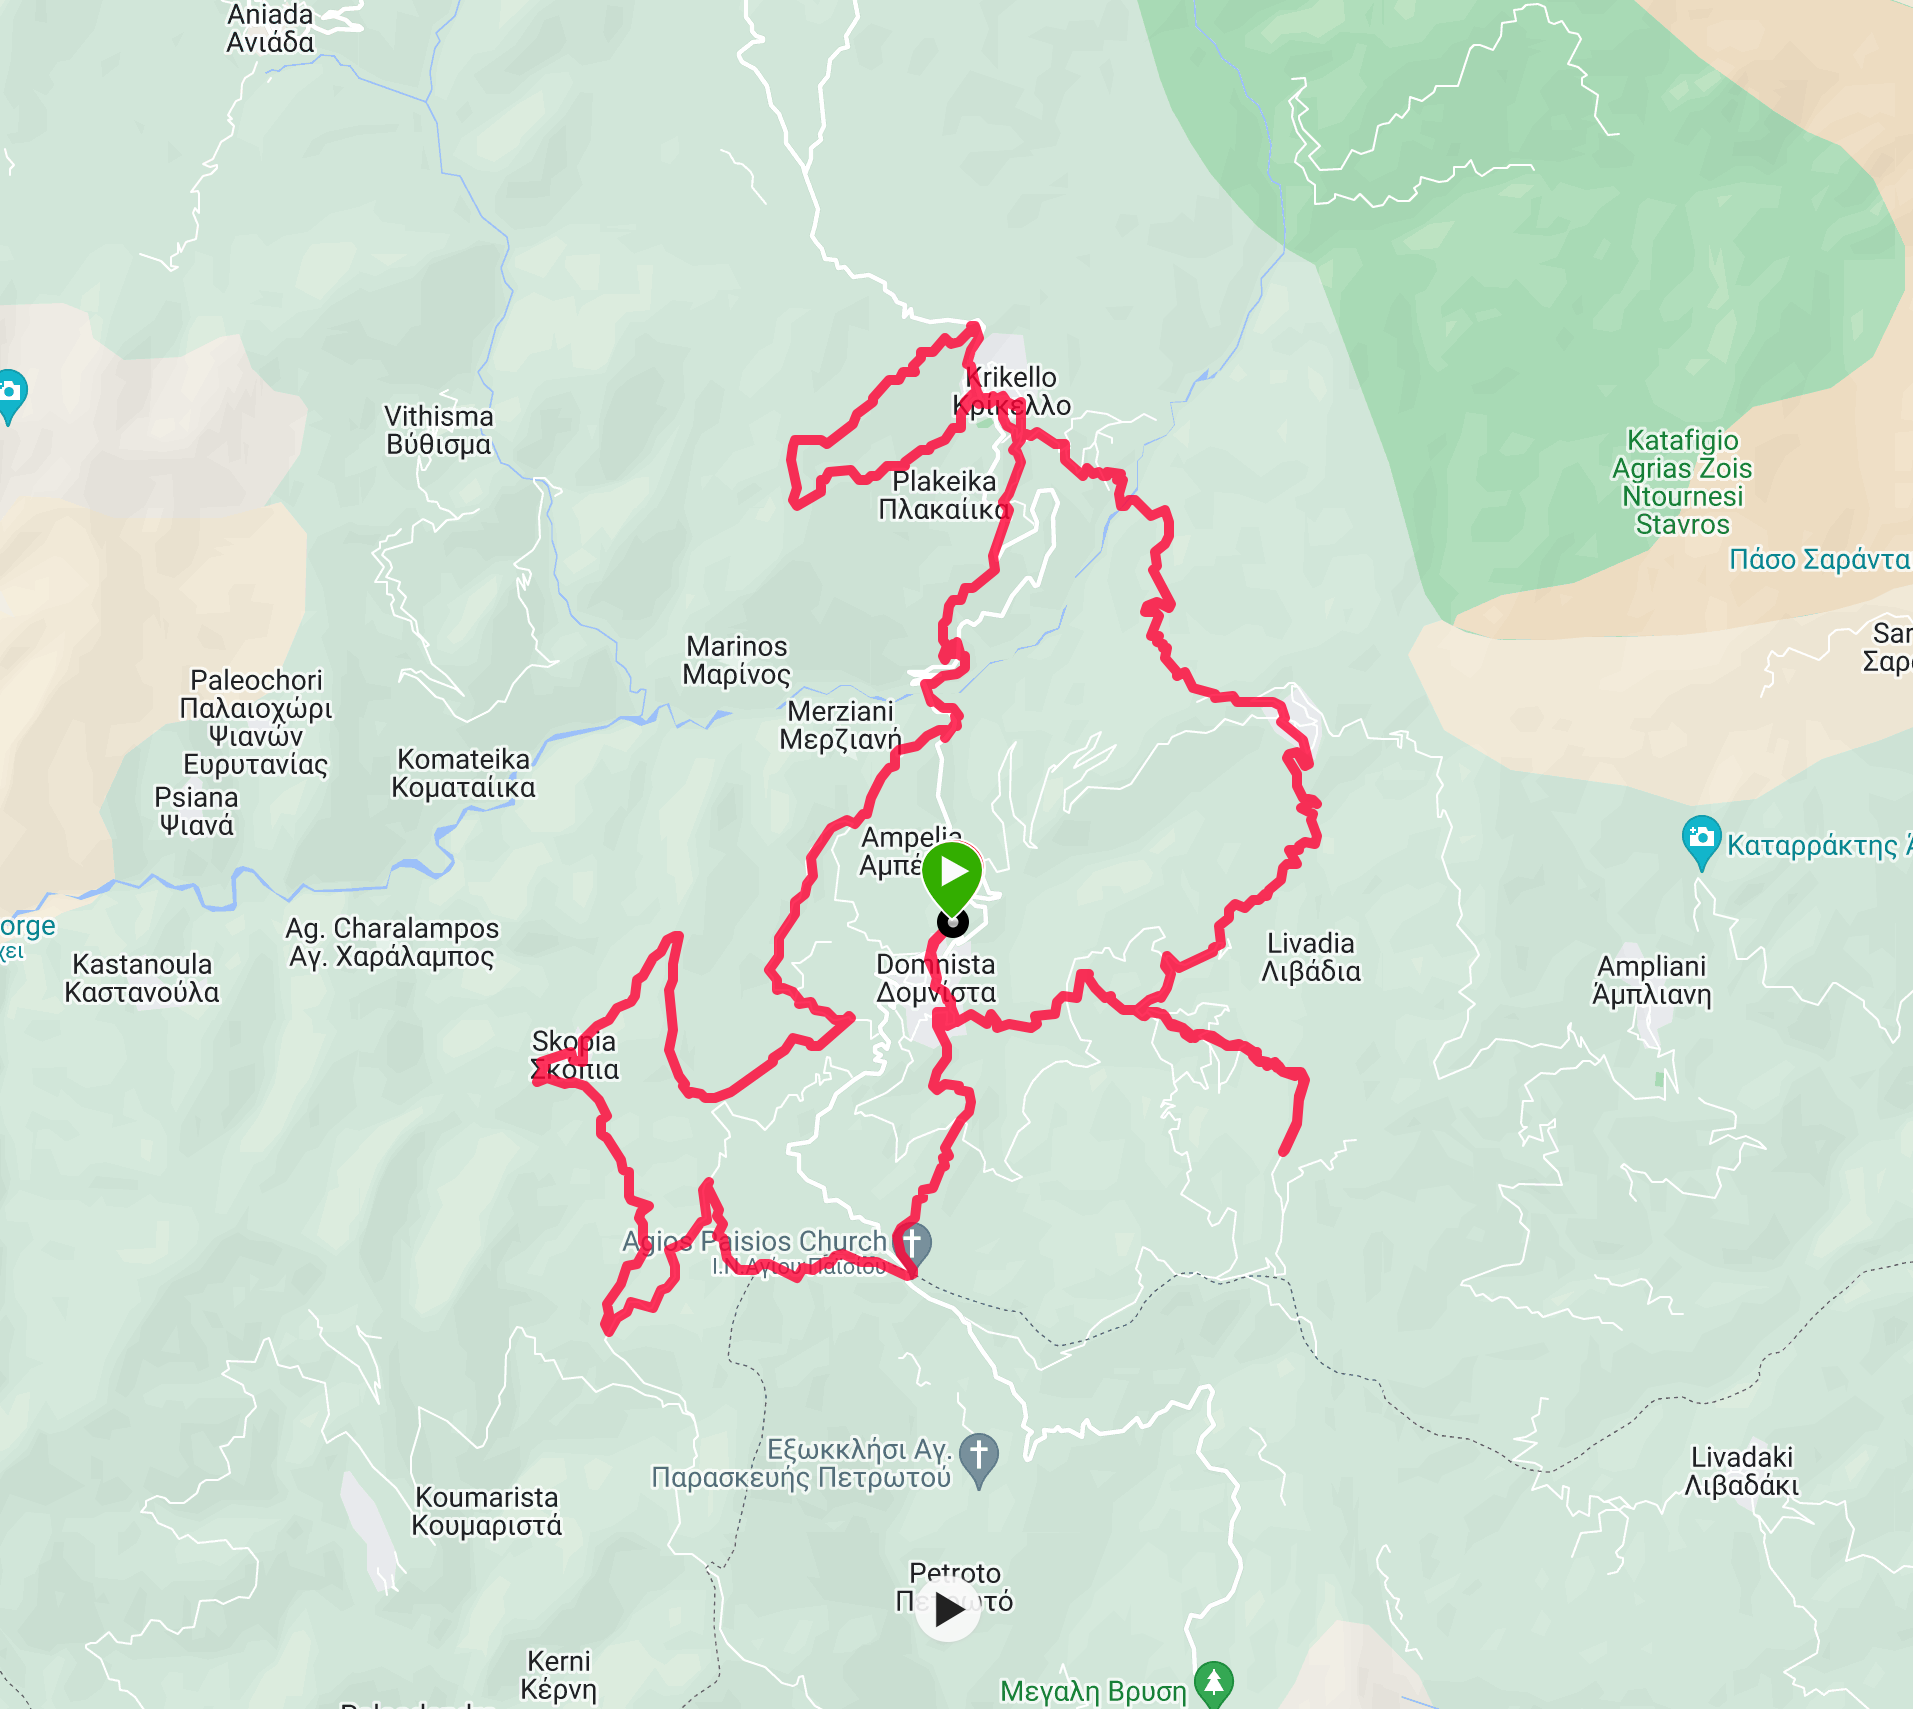 Aniada
Ανιάδα
Krikello
Κρίκελλο
Vithisma
Βύθισμα
Plakeika
Πλακαίικα
Katafigio
Agrias Zois
Ntournesi
Stavros
Πάσο Σαράντα
Marinos
Μαρίνος
Paleochori
Παλαιοχώρι
Ψιανών
Ευρυτανίας
Merziani
Μερζιανή
Komateika
Κοματαίικα
Psiana
Ψιανά
Ampelia
Καταρράκτης
Ag. Charalampos
Αγ. Χαράλαμπος
Kastanoula
Καστανούλα
Domnista
Δομνίστα
Livadia
Λιβάδια
Ampliani
Άμπλιανη
Skopia
Σκόπια
Agios Paisios Church
Ι.Ν.Αγίου Παϊσίου
Εξωκκλήσι Αγ.
Παρασκευής Πετρωτού
Livadaki
Λιβαδάκι
Koumarista
Κουμαριστά
Petroto
Kerni
Κέρνη
Μεγαλη Βρυση